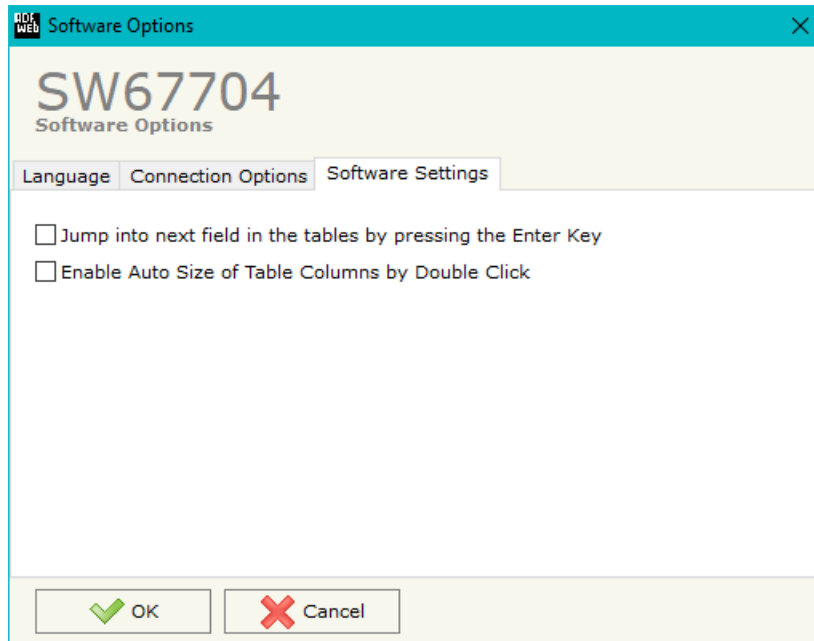 ADF
WEB
Software Options
SW67704
Software Options
Language Connection Options Software Settings
Jump into next field in the tables by pressing the Enter Key
Enable Auto Size of Table Columns by Double Click
OK Cancel